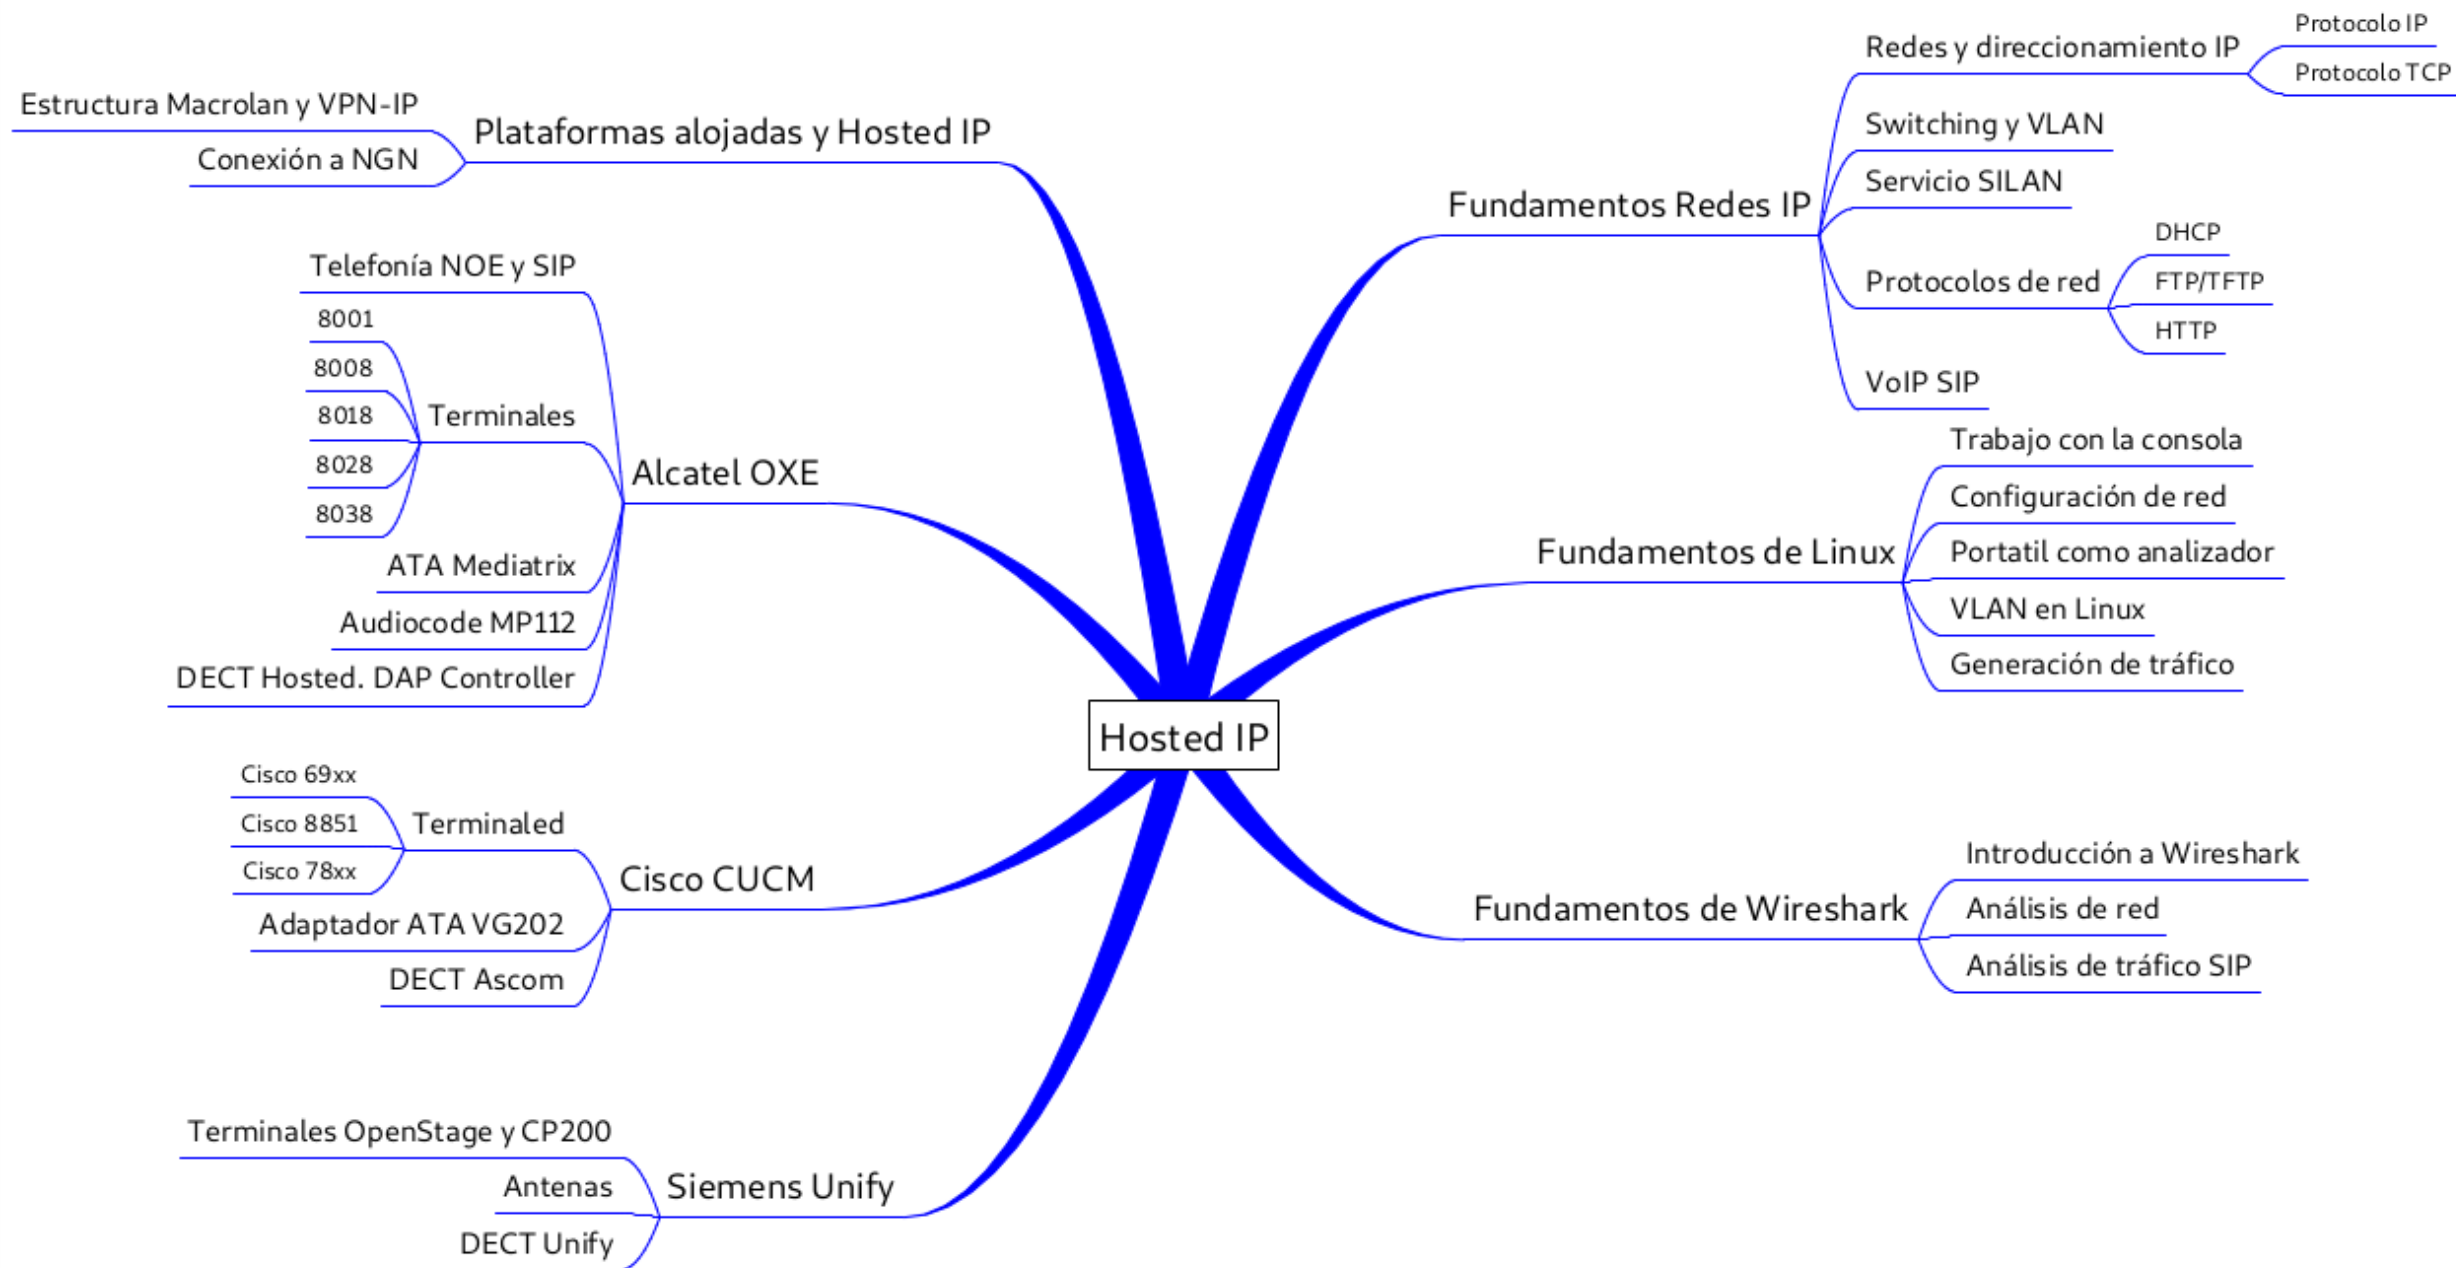 Hosted IP
Fundamentos Redes IP
Redes y direccionamiento IP
Protocolo IP
Protocolo TCP
Switching y VLAN
Servicio SILAN
Protocolos de red
DHCP
FTP/TFTP
HTTP
VoIP SIP
Fundamentos de Linux
Trabajo con la consola
Configuración de red
Portatil como analizador
VLAN en Linux
Generación de tráfico
Fundamentos de Wireshark
Introducción a Wireshark
Análisis de red
Análisis de tráfico SIP
Plataformas alojadas y Hosted IP
Estructura Macrolan y VPN-IP
Conexión a NGN
Alcatel OXE
Telefonía NOE y SIP
Terminales
8001
8008
8018
8028
8038
ATA Mediatrix
Audiocode MP112
DECT Hosted. DAP Controller
Cisco CUCM
Terminaled
Cisco 69xx
Cisco 8851
Cisco 78xx
Adaptador ATA VG202
DECT Ascom
Siemens Unify
Terminales OpenStage y CP200
Antenas
DECT Unify